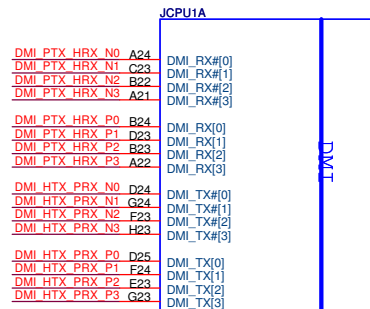 JCPU1A
DMI_PTX_HRX_N0 A24 DMI_RX#[0]
DMI_PTX_HRX_N1 C23 DMI_RX#[1]
DMI_PTX_HRX_N2 B22 DMI_RX#[2]
DMI_PTX_HRX_N3 A21 DMI_RX#[3]
DMI_PTX_HRX_P0 B24 DMI_RX[0]
DMI_PTX_HRX_P1 D23 DMI_RX[1]
DMI_PTX_HRX_P2 B23 DMI_RX[2]
DMI_PTX_HRX_P3 A22 DMI_RX[3]
DMI
DMI_HTX_PRX_N0 D24 DMI_TX#[0]
DMI_HTX_PRX_N1 G24 DMI_TX#[1]
DMI_HTX_PRX_N2 F23 DMI_TX#[2]
DMI_HTX_PRX_N3 H23 DMI_TX#[3]
DMI_HTX_PRX_P0 D25 DMI_TX[0]
DMI_HTX_PRX_P1 F24 DMI_TX[1]
DMI_HTX_PRX_P2 E23 DMI_TX[2]
DMI_HTX_PRX_P3 G23 DMI_TX[3]